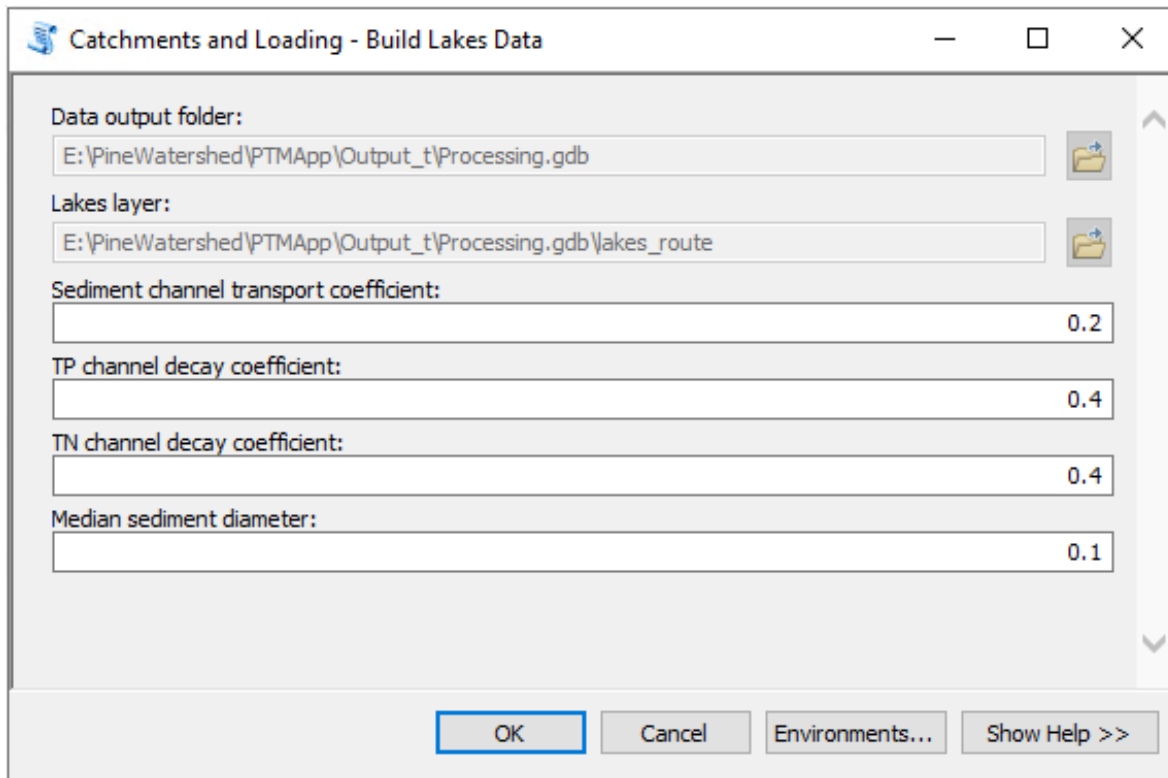 Catchments and Loading - Build Lakes Data
Data output folder:
E:\PineWatershed\PTMApp\Output_t\Processing.gdb
Lakes layer:
E:\PineWatershed\PTMApp\Output_t\Processing.gdb\lakes_route
Sediment channel transport coefficient:
0.2
TP channel decay coefficient:
0.4
TN channel decay coefficient:
0.4
Median sediment diameter:
0.1
OK Cancel Environments... Show Help >>